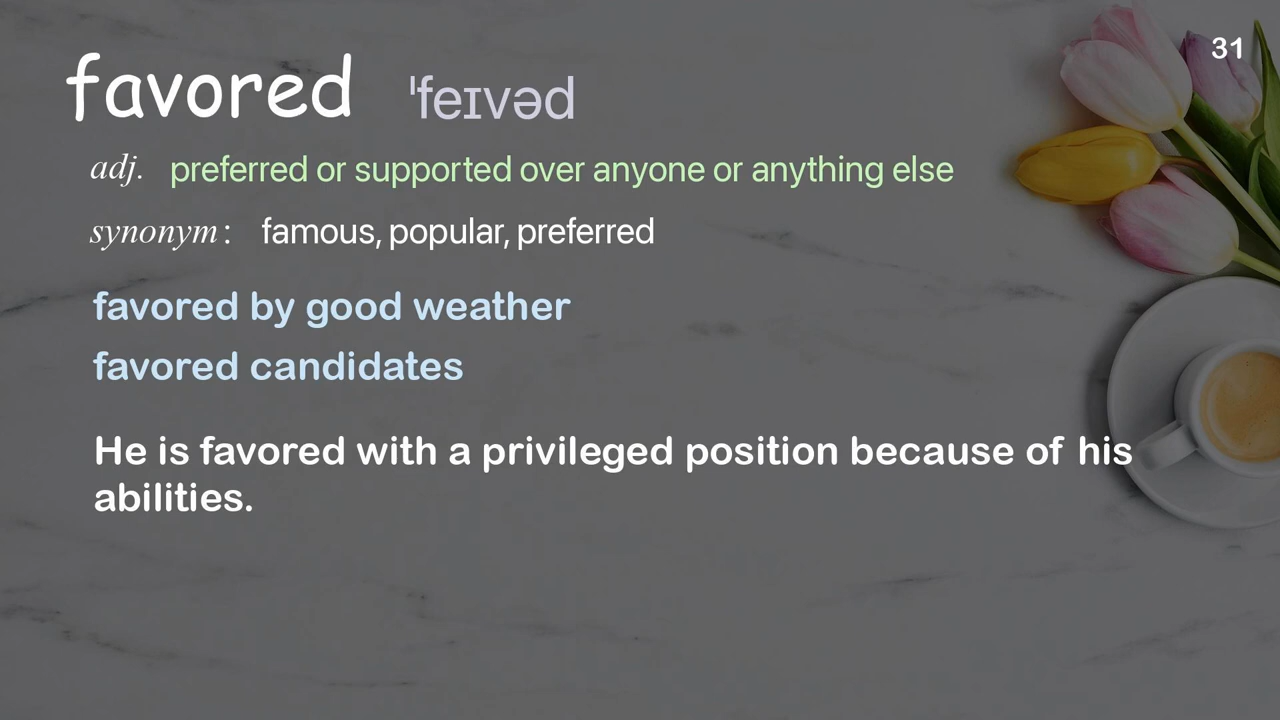 31
favored ˈfeɪvəd
adj. preferred or supported over anyone or anything else
synonym: famous, popular, preferred
favored by good weather
favored candidates
He is favored with a privileged position because of his
abilities.